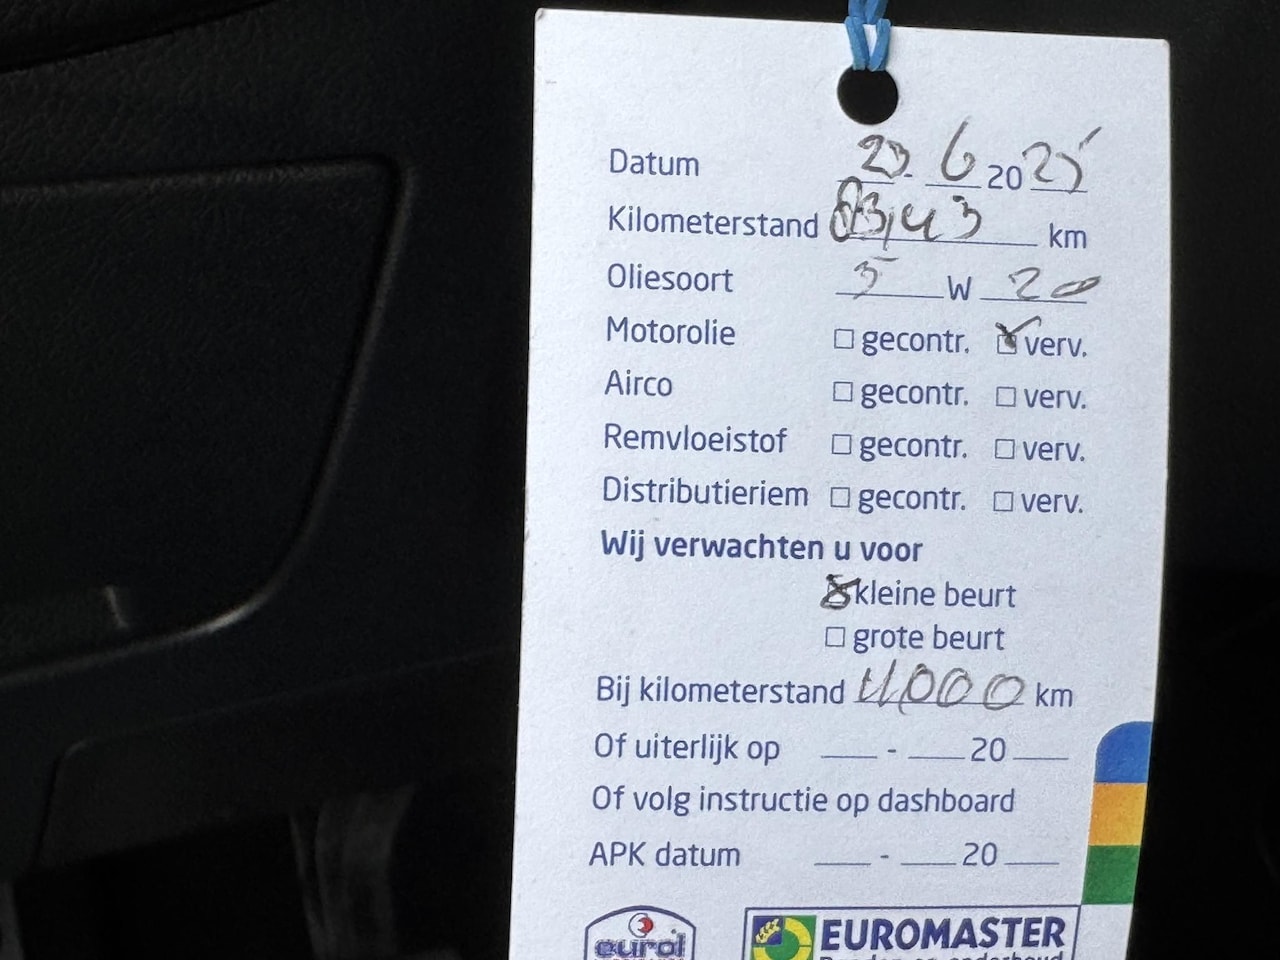 Datum 23 - 6 2025
Kilometerstand km
Oliesoort 5 W 20
Motorolie gecontr. verv.
Airco gecontr. verv.
Remvloeistof gecontr. verv.
Distributieriem gecontr. verv.
Wij verwachten u voor
kleine beurt
grote beurt
Bij kilometerstand km
Of uiterlijk op - 20
Of volg instructie op dashboard
APK datum - 20
eurol
EUROMASTER